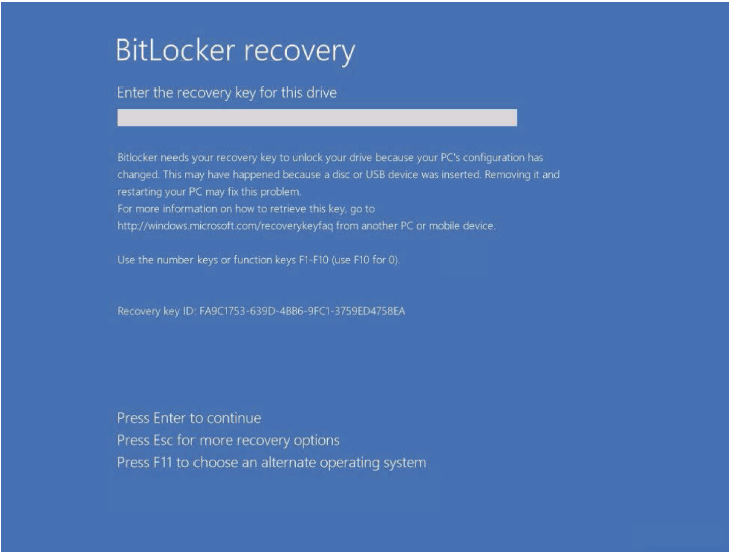 BitLocker recovery
Enter the recovery key for this drive
Bitlocker needs your recovery key to unlock your drive because your PC's configuration has
changed. This may have happened because a disc or USB device was inserted. Removing it and
restarting your PC may fix this problem.
For more information on how to retrieve this key, go to
http://windows.microsoft.com/recoverykeyfaq from another PC or mobile device.
Use the number keys or function keys F1-F10 (use F10 for 0).
Recovery key ID: FA9C1753-639D-4BB6-9FC1-3759ED4758EA
Press Enter to continue
Press Esc for more recovery options
Press F11 to choose an alternate operating system